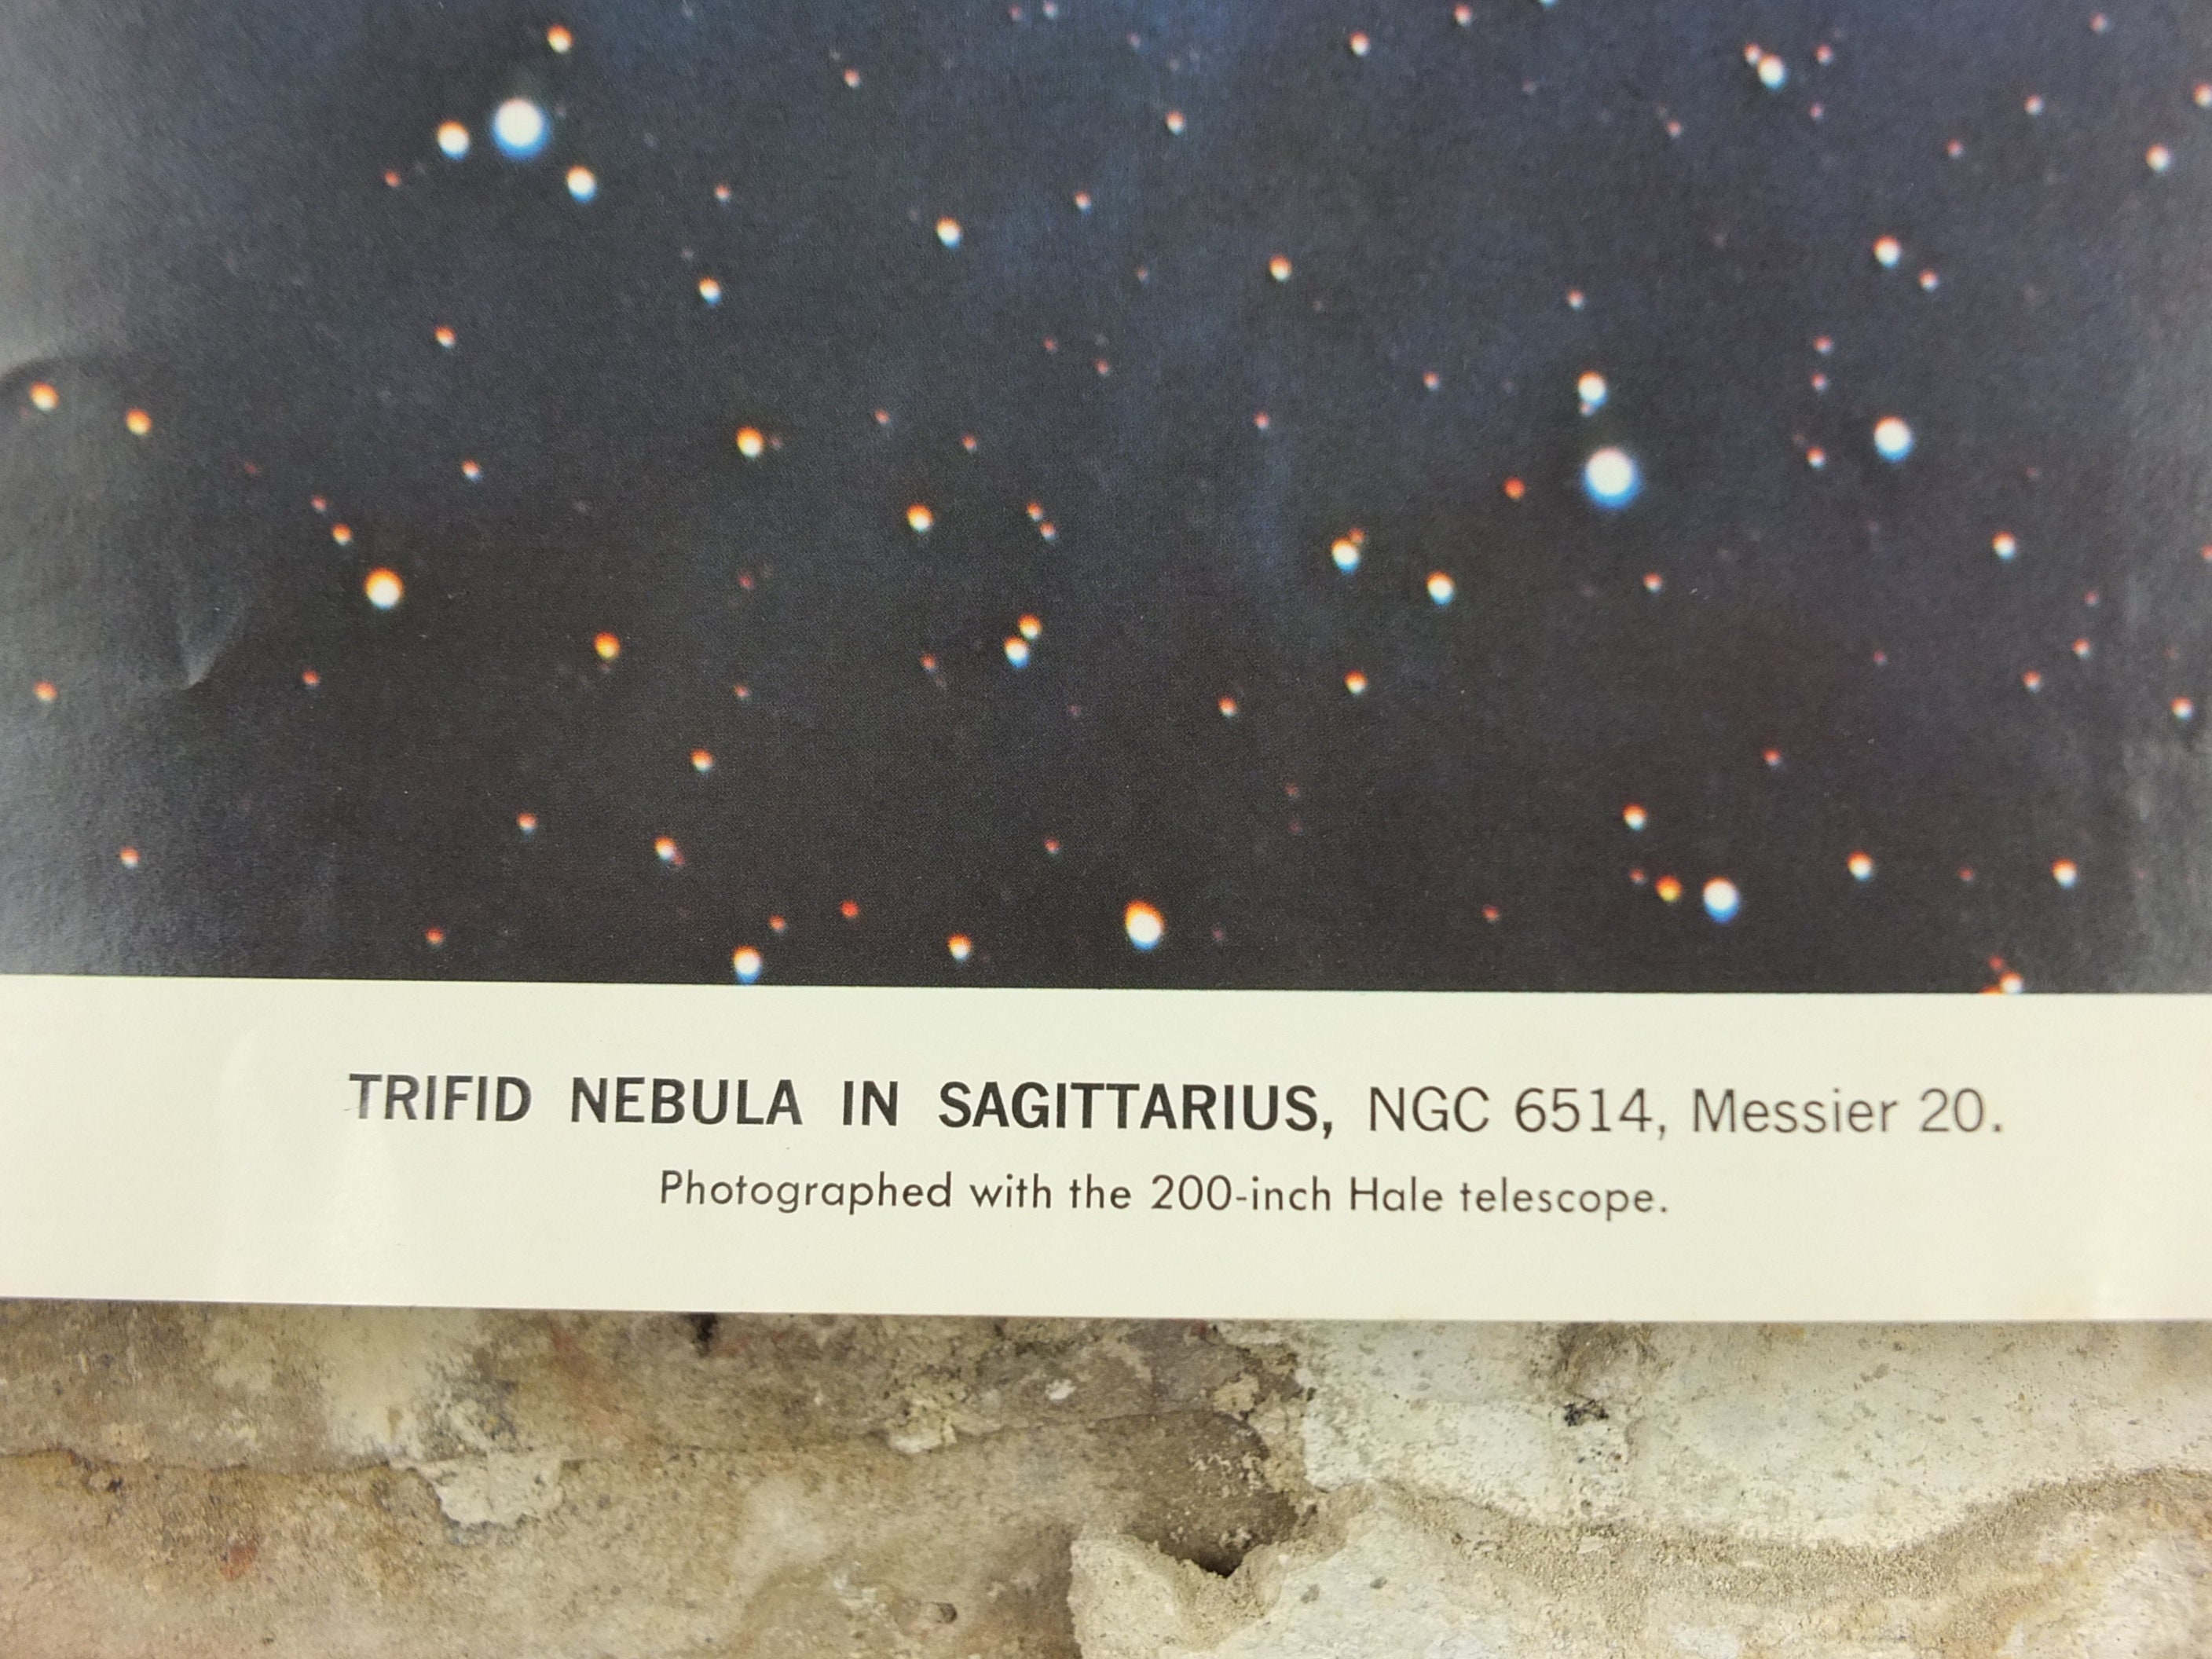 TRIFID NEBULA IN SAGITTARIUS, NGC 6514, Messier 20.
Photographed with the 200-inch Hale telescope.